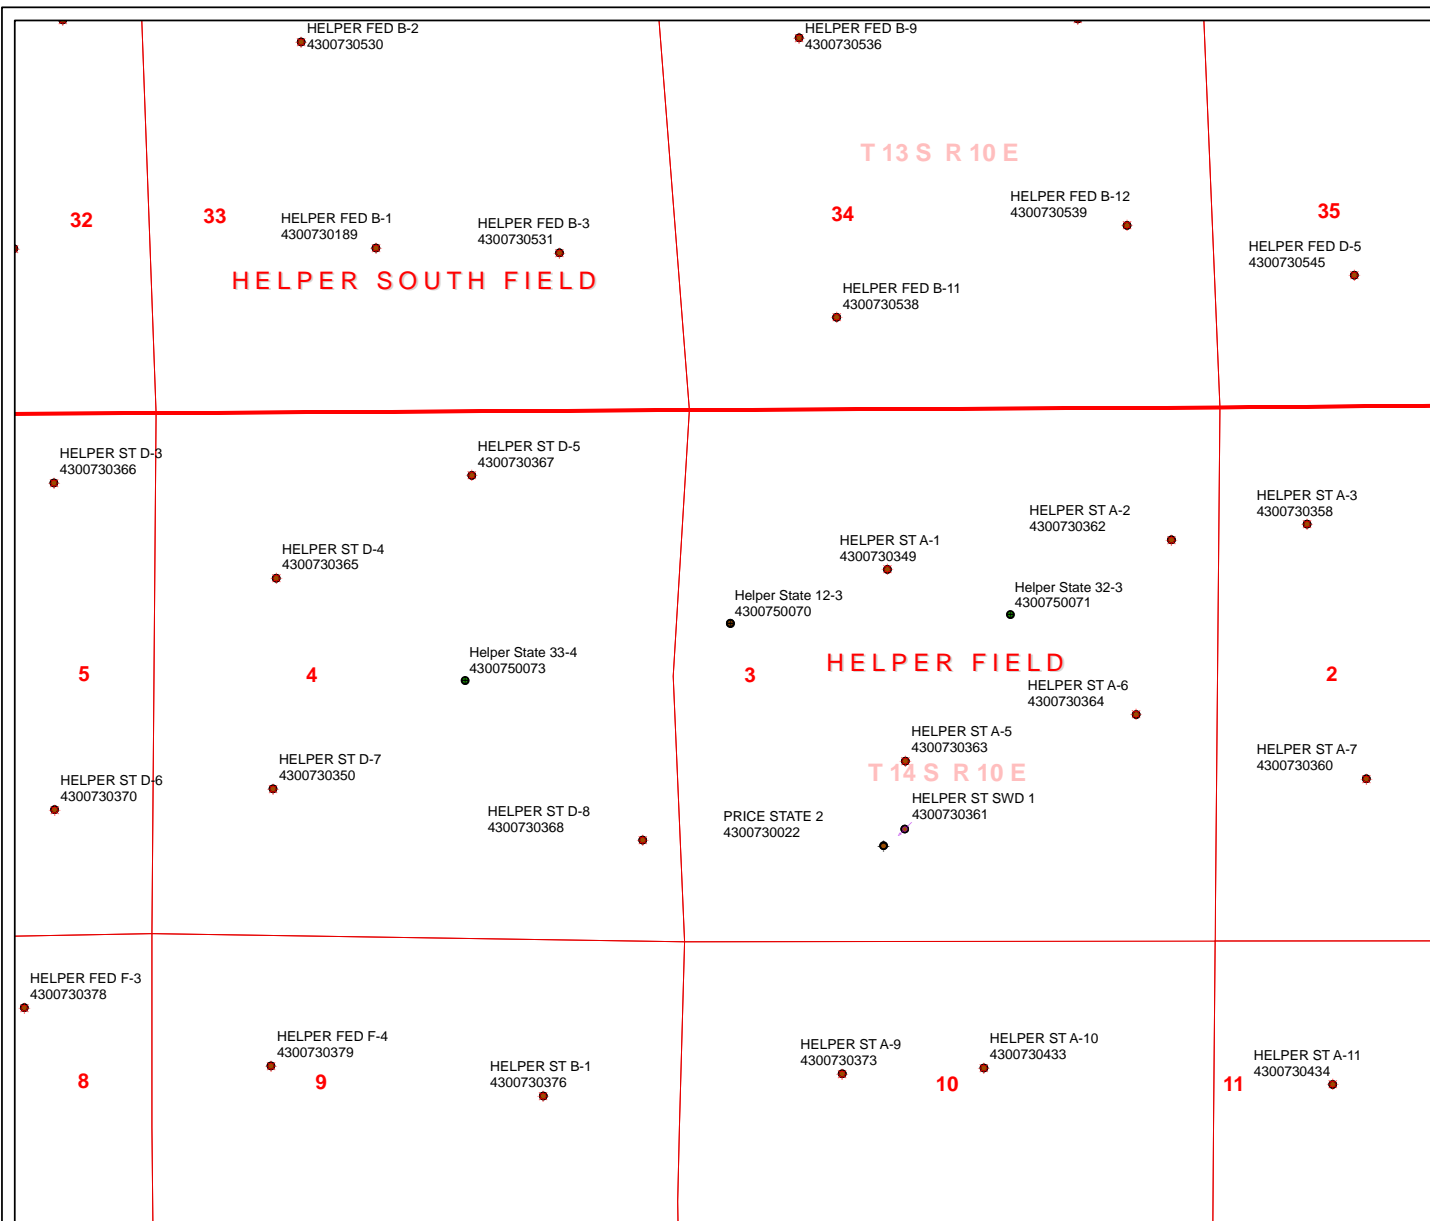 HELPER FED B-2
4300730530
HELPER FED B-9
4300730536
T 13 S R 10 E
32
33
HELPER FED B-1
4300730189
HELPER FED B-3
4300730531
34
HELPER FED B-12
4300730539
35
HELPER FED D-5
4300730545
HELPER SOUTH FIELD
HELPER FED B-11
4300730538
HELPER ST D-3
4300730366
HELPER ST D-5
4300730367
HELPER ST A-3
4300730358
HELPER ST A-2
4300730362
HELPER ST D-4
4300730365
HELPER ST A-1
4300730349
Helper State 12-3
4300750070
Helper State 32-3
4300750071
5
4
Helper State 33-4
4300750073
3
HELPER FIELD
2
HELPER ST A-6
4300730364
HELPER ST D-6
4300730370
HELPER ST D-7
4300730350
HELPER ST A-5
4300730363
T 14 S R 10 E
HELPER ST A-7
4300730360
HELPER ST D-8
4300730368
PRICE STATE 2
4300730022
HELPER ST SWD 1
4300730361
HELPER FED F-3
4300730378
8
HELPER FED F-4
4300730379
9
HELPER ST B-1
4300730376
HELPER ST A-9
4300730373
HELPER ST A-10
4300730433
10
11
HELPER ST A-11
4300730434